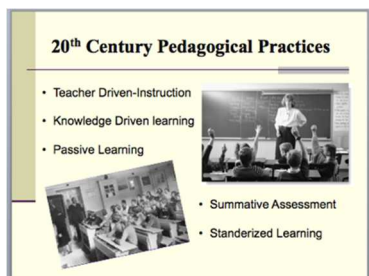 20th Century Pedagogical Practices
• Teacher Driven-Instruction
• Knowledge Driven learning
• Passive Learning
• Summative Assessment
• Standerized Learning